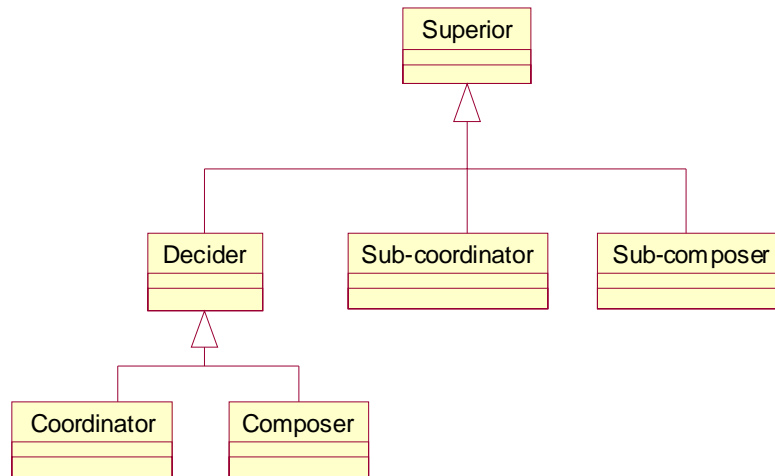 Superior
Decider
Sub-coordinator
Sub-composer
Coordinator
Composer